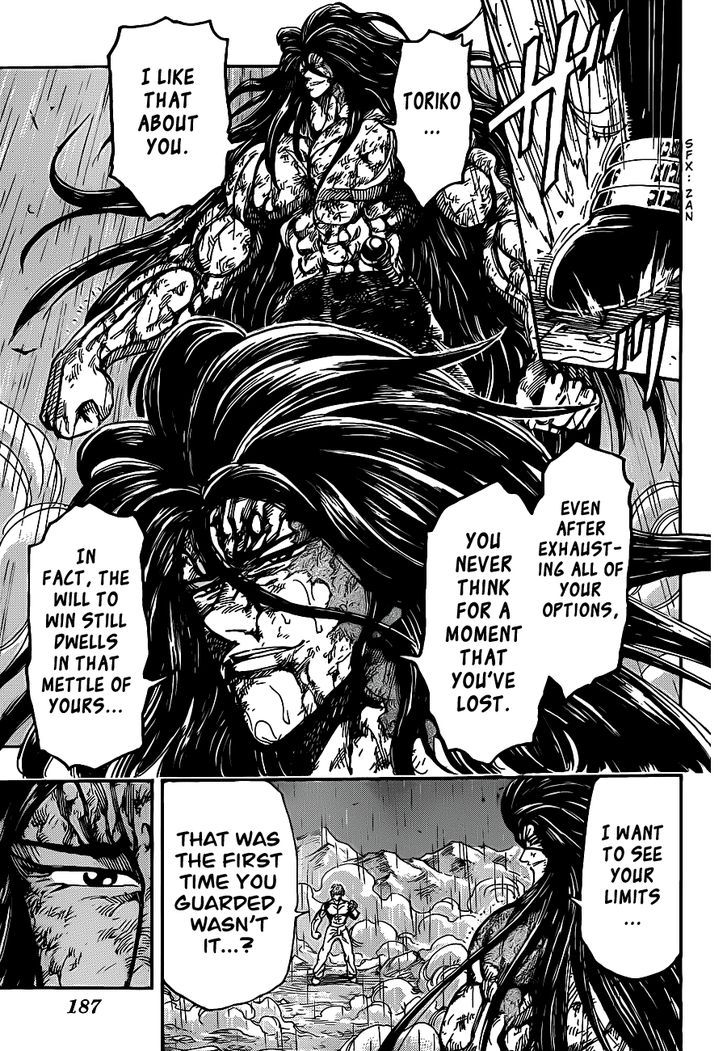 ザッ
SFX: ZAN
TORIKO
...
I LIKE
THAT
ABOUT
YOU.
EVEN
AFTER
EXHAUST-
ING ALL OF
YOUR
OPTIONS,
YOU
NEVER
THINK
FOR A
MOMENT
THAT
YOU'VE
LOST.
IN
FACT, THE
WILL TO
WIN STILL
DWELLS
IN THAT
METTLE OF
YOURS...
I WANT
TO SEE
YOUR
LIMITS
...
THAT WAS
THE FIRST
TIME YOU
GUARDED,
WASN'T
IT...?
187